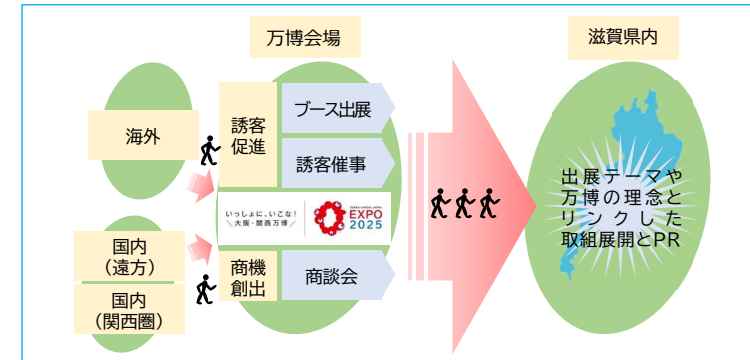 万博会場
滋賀県内
海外
誘客
促進
ブース出展
誘客催事
いっしょに、いこな！
＼大阪・関西万博／
OSAKA, KANSAI, JAPAN
EXPO
2025
国内
（遠方）
国内
（関西圏）
商機
創出
商談会
出展テーマや
万博の理念と
リンクした
取組展開とPR